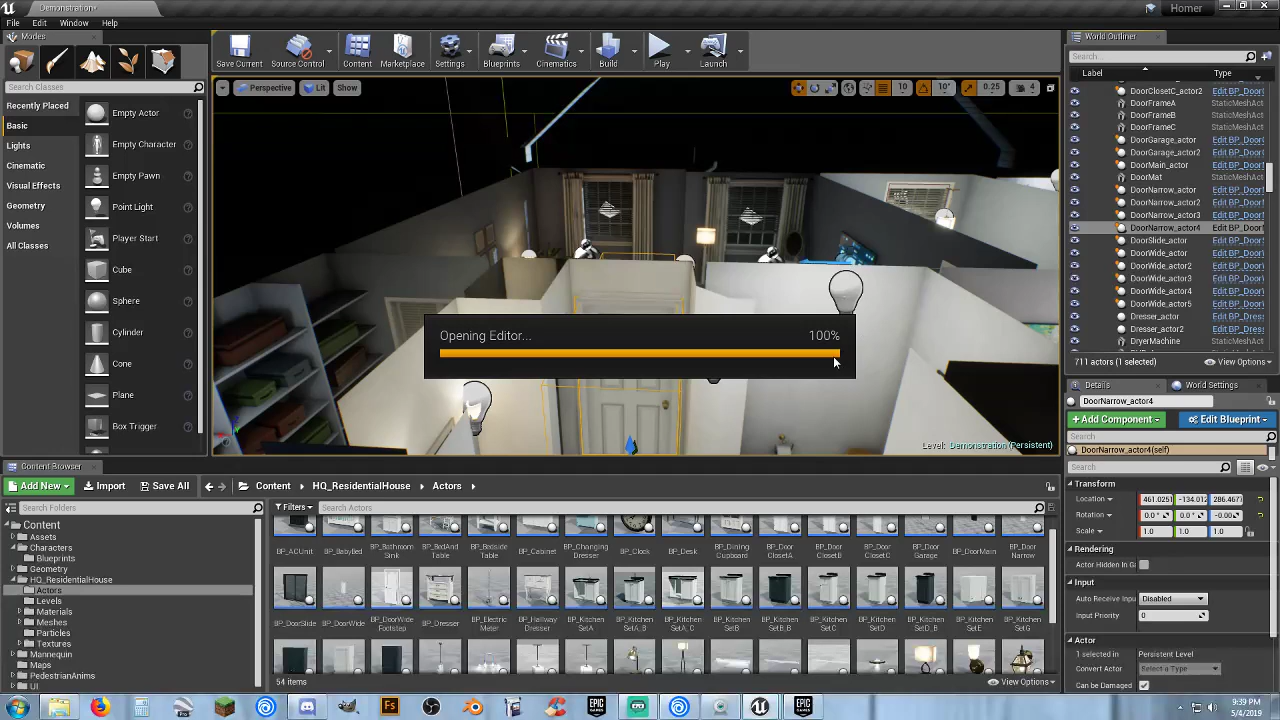 Demonstration*
Homer
File Edit Window Help
Modes
Search Classes
Recently Placed
Basic
Lights
Cinematic
Visual Effects
Geometry
Volumes
All Classes
Empty Actor
Empty Character
Empty Pawn
Point Light
Player Start
Cube
Sphere
Cylinder
Cone
Plane
Box Trigger
Save Current Source Control Content Marketplace Settings Blueprints Cinematics Build Play Launch
Perspective Lit Show
10 10° 0.25 4
Opening Editor... 100%
Level: Demonstration (Persistent)
World Outliner
Search...
Label Type
DoorClosetC_actor2 Edit BP_Door
DoorFrameA StaticMeshAct
DoorFrameB StaticMeshAct
DoorFrameC StaticMeshAct
DoorGarage_actor Edit BP_Door
DoorGarage_actor2 Edit BP_Door
DoorMain_actor Edit BP_Door
DoorMat StaticMeshAct
DoorNarrow_actor Edit BP_Door
DoorNarrow_actor2 Edit BP_Door
DoorNarrow_actor3 Edit BP_Door
DoorNarrow_actor4 Edit BP_Door
DoorSlide_actor Edit BP_Door
DoorWide_actor Edit BP_Door
DoorWide_actor2 Edit BP_Door
DoorWide_actor3 Edit BP_Door
DoorWide_actor4 Edit BP_Door
DoorWide_actor5 Edit BP_Door
Dresser_actor Edit BP_Dres
Dresser_actor2 Edit BP_Dres
DryerMachine StaticMeshAct
711 actors (1 selected) View Options
Details World Settings
DoorNarrow_actor4
+Add Component Edit Blueprint
Search
DoorNarrow_actor4(self)
Search
Transform
Location 461.0251 -134.012 286.467
Rotation 0.0° 0.0° -0.00
Scale 1.0 1.0 1.0
Rendering
Actor Hidden In G
Input
Auto Receive Inpu Disabled
Input Priority 0
Actor
1 selected in Persistent Level
Convert Actor Select a Type
Can be Damaged
Content Browser
Add New Import Save All Content HQ_ResidentialHouse Actors
Search Folders
Filters Search Actors
Content
Assets
Characters
Blueprints
Geometry
HQ_ResidentialHouse
Actors
Levels
Materials
Meshes
Particles
Textures
Mannequin
Maps
PedestrianAnims
UI
BP_ACUnit BP_BabyBed BP_Bathroom Sink BP_BedAnd Table BP_Bedside Table BP_Cabinet BP_Changing Dresser BP_Clock BP_Desk BP_Dining Cupboard BP_Door ClosetA BP_Door ClosetB BP_Door ClosetC BP_Door Garage BP_DoorMain BP_Door Narrow
BP_DoorSlide BP_DoorWide BP_DoorWide Footstep BP_Dresser BP_Electric Meter BP_Hallway Dresser BP_Kitchen SetA BP_Kitchen SetA_B BP_Kitchen SetA_C BP_Kitchen SetB BP_Kitchen SetB_B BP_Kitchen SetC BP_Kitchen SetD BP_Kitchen SetD_B BP_Kitchen SetE BP_Kitchen SetG
54 items View Options
9:39 PM
5/4/2019